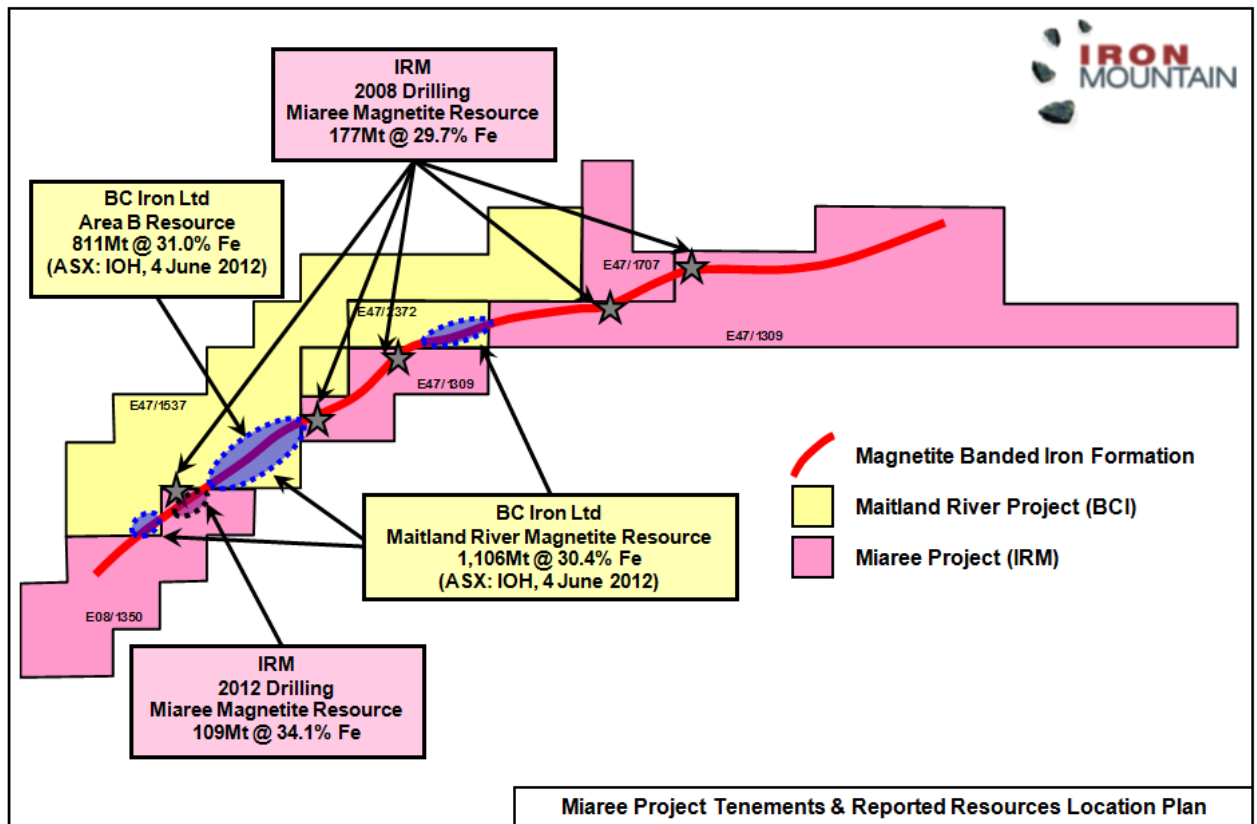 IRON
MOUNTAIN
IRM
2008 Drilling
Miaree Magnetite Resource
177Mt @ 29.7% Fe
BC Iron Ltd
Area B Resource
811Mt @ 31.0% Fe
(ASX: IOH, 4 June 2012)
E47/1707
E47/2372
E47/1309
E47/1309
E47/1537
Magnetite Banded Iron Formation
Maitland River Project (BCI)
Miaree Project (IRM)
BC Iron Ltd
Maitland River Magnetite Resource
1,106Mt @ 30.4% Fe
(ASX: IOH, 4 June 2012)
E08/1350
IRM
2012 Drilling
Miaree Magnetite Resource
109Mt @ 34.1% Fe
Miaree Project Tenements & Reported Resources Location Plan